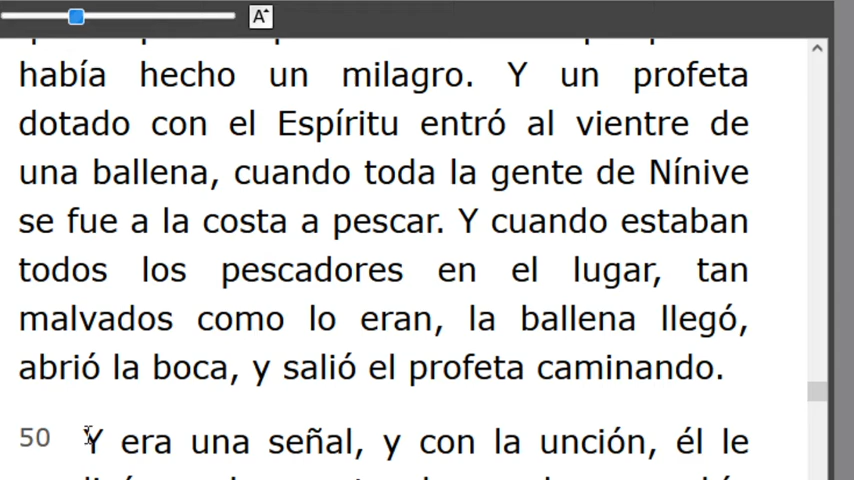 A
había hecho un milagro. Y un profeta
dotado con el Espíritu entró al vientre de
una ballena, cuando toda la gente de Nínive
se fue a la costa a pescar. Y cuando estaban
todos los pescadores en el lugar, tan
malvados como lo eran, la ballena llegó,
abrió la boca, y salió el profeta caminando.
50 Y era una señal, y con la unción, él le